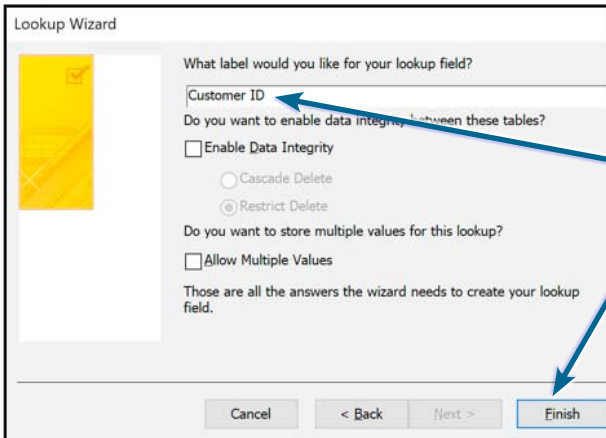 Lookup Wizard
What label would you like for your lookup field?
Customer ID
Do you want to enable data integrity between these tables?
Enable Data Integrity
Cascade Delete
Restrict Delete
Do you want to store multiple values for this lookup?
Allow Multiple Values
Those are all the answers the wizard needs to create your lookup
field.
Cancel
< Back
Next >
Finish